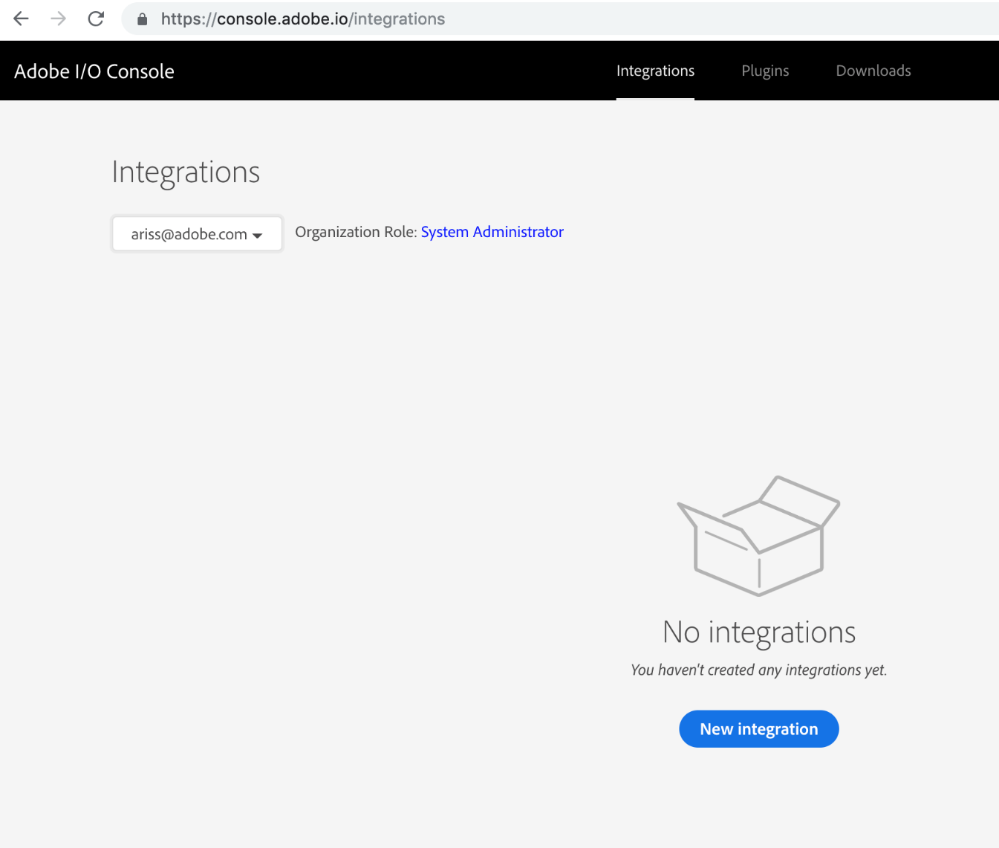 https://console.adobe.io/integrations
Adobe I/O Console
Integrations
Plugins
Downloads
Integrations
ariss@adobe.com
Organization Role: System Administrator
No integrations
You haven't created any integrations yet.
New integration